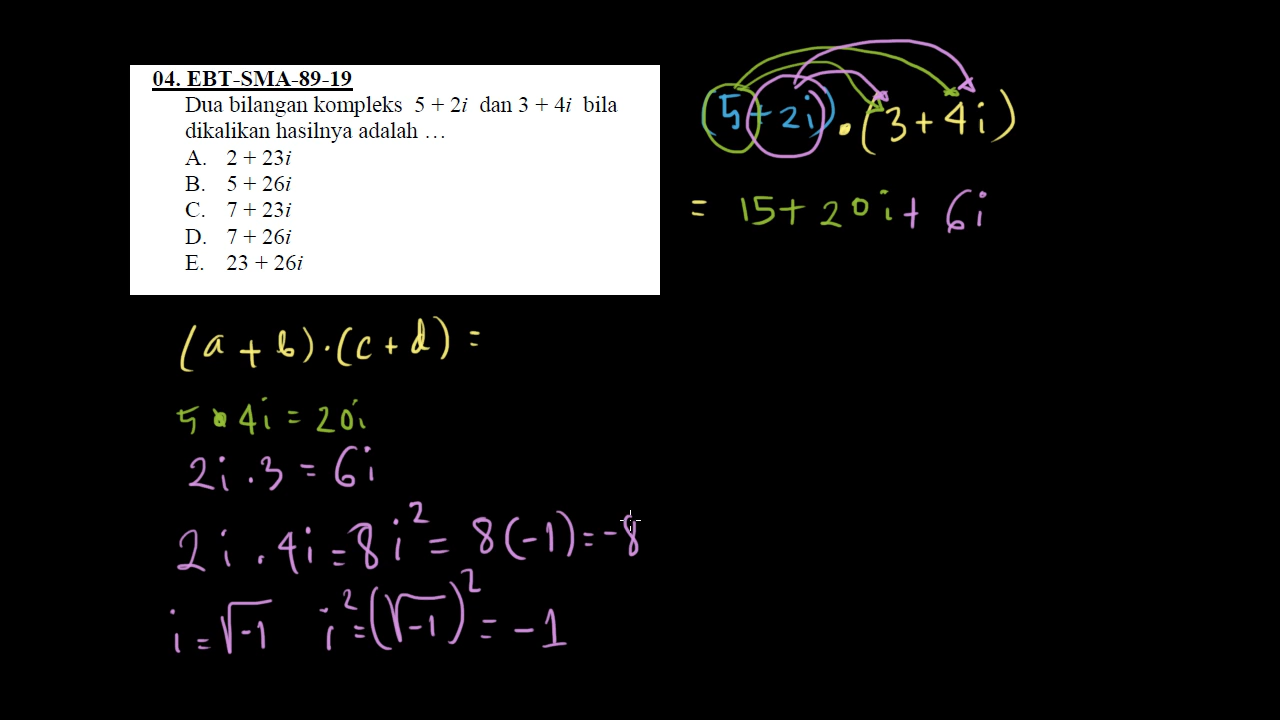 04. EBT-SMA-89-19
Dua bilangan kompleks 5 + 2i dan 3 + 4i bila
dikalikan hasilnya adalah …
A. 2 + 23i
B. 5 + 26i
C. 7 + 23i
D. 7 + 26i
E. 23 + 26i
(5 + 2i) . (3 + 4i)
= 15 + 20i + 6i
(a + b) . (c + d) =
5 • 4i = 20i
2i . 3 = 6i
2i . 4i = 8i² = 8(-1) = -8
i = √-1 i² = (√-1)² = -1